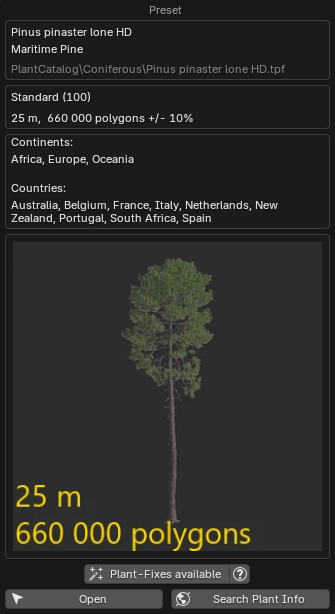 Preset
Pinus pinaster lone HD
Maritime Pine
PlantCatalog\Coniferous\Pinus pinaster lone HD.tpf
Standard (100)
25 m,  660 000 polygons +/- 10%
Continents:
Africa, Europe, Oceania
Countries:
Australia, Belgium, France, Italy, Netherlands, New
Zealand, Portugal, South Africa, Spain
25 m
660 000 polygons
Plant-Fixes available ?
Open
Search Plant Info